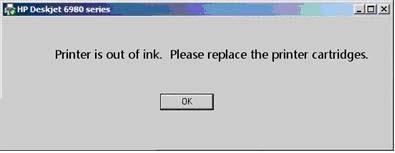 HP Deskjet 6980 series
Printer is out of ink. Please replace the printer cartridges.
OK